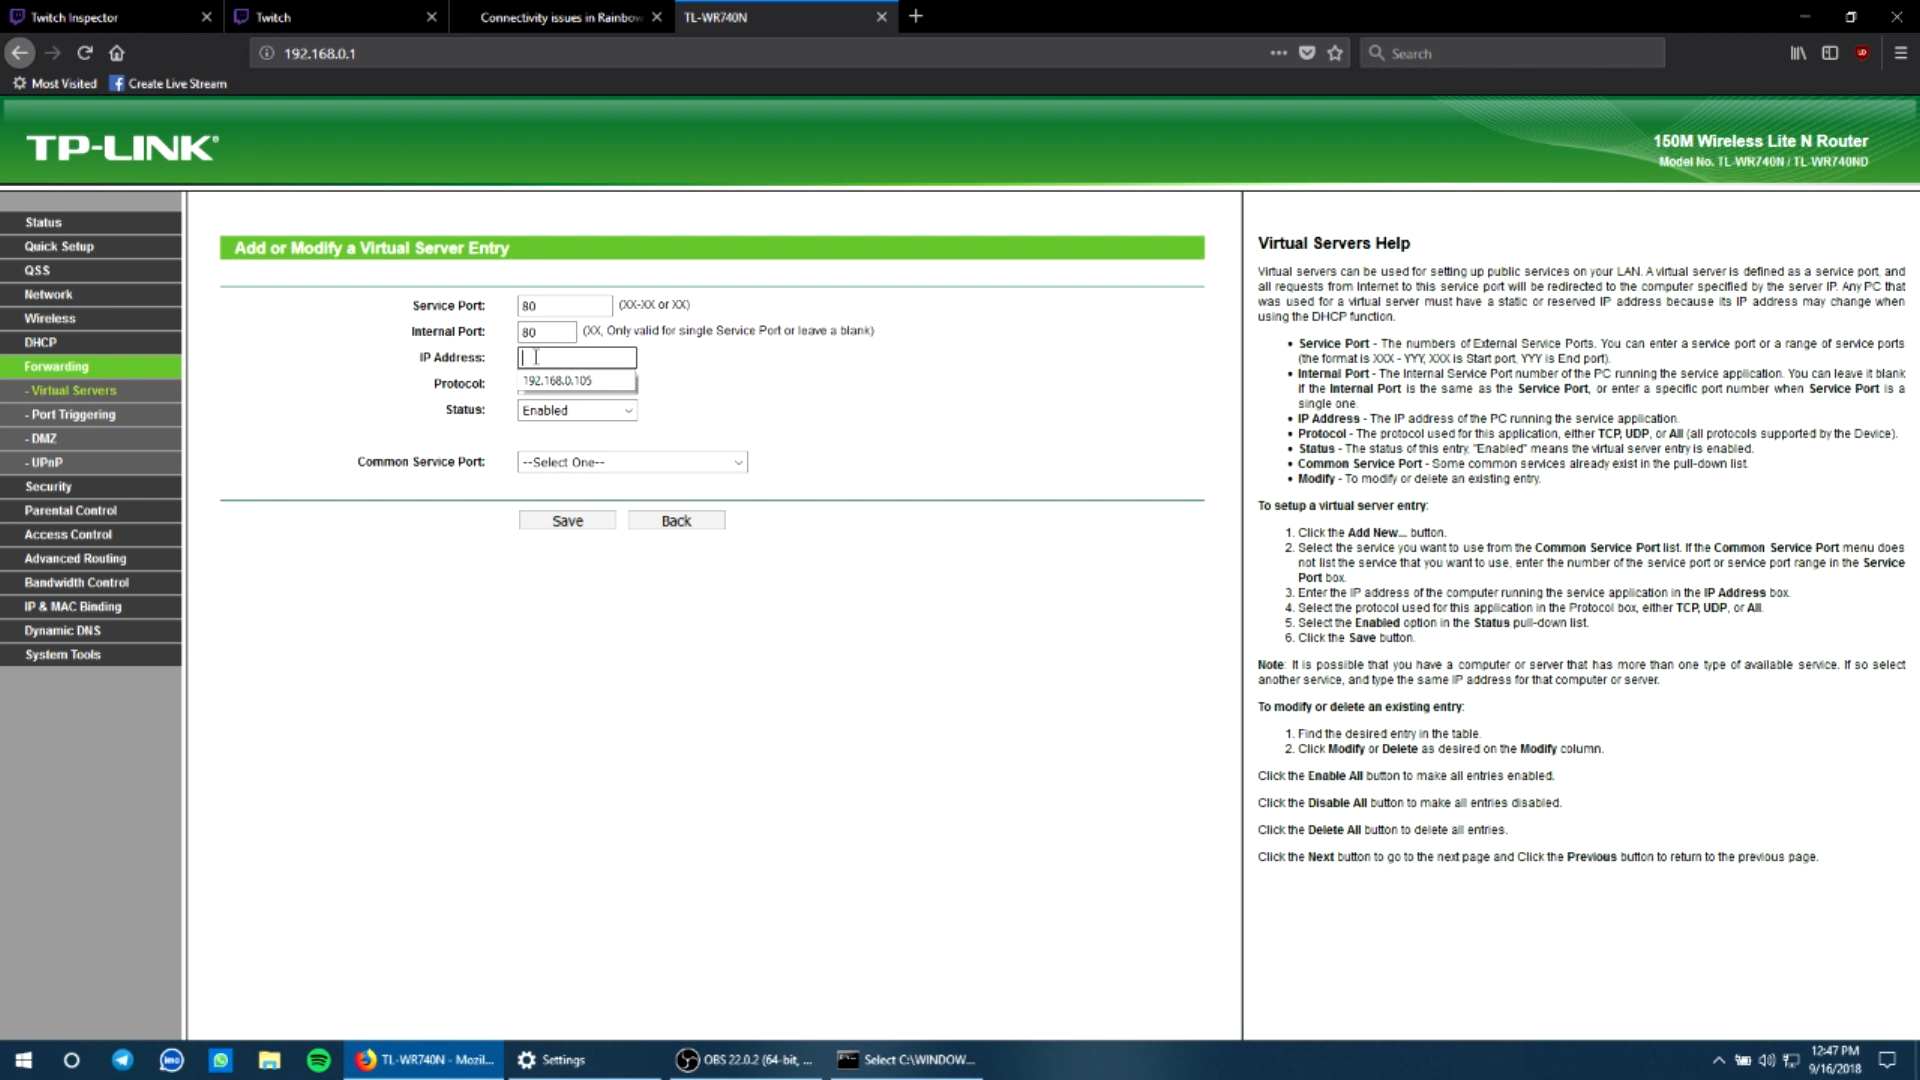 Twitch Inspector
Twitch
Connectivity issues in Rainbow
TL-WR740N
192.168.0.1
Search
Most Visited
Create Live Stream
TP-LINK®
150M Wireless Lite N Router
Model No. TL-WR740N / TL-WR740ND
Status
Quick Setup
QSS
Network
Wireless
DHCP
Forwarding
- Virtual Servers
- Port Triggering
- DMZ
- UPnP
Security
Parental Control
Access Control
Advanced Routing
Bandwidth Control
IP & MAC Binding
Dynamic DNS
System Tools
Add or Modify a Virtual Server Entry
Service Port: 80 (XX-XX or XX)
Internal Port: 80 (XX, Only valid for single Service Port or leave a blank)
IP Address:
192.168.0.105
Protocol:
Status: Enabled
Common Service Port: --Select One--
Save Back
Virtual Servers Help
Virtual servers can be used for setting up public services on your LAN. A virtual server is defined as a service port, and
all requests from Internet to this service port will be redirected to the computer specified by the server IP. Any PC that
was used for a virtual server must have a static or reserved IP address because its IP address may change when
using the DHCP function.
• Service Port - The numbers of External Service Ports. You can enter a service port or a range of service ports
(the format is XXX - YYY, XXX is Start port, YYY is End port).
• Internal Port - The Internal Service Port number of the PC running the service application. You can leave it blank
if the Internal Port is the same as the Service Port, or enter a specific port number when Service Port is a
single one.
• IP Address - The IP address of the PC running the service application.
• Protocol - The protocol used for this application, either TCP, UDP, or All (all protocols supported by the Device).
• Status - The status of this entry, "Enabled" means the virtual server entry is enabled.
• Common Service Port - Some common services already exist in the pull-down list.
• Modify - To modify or delete an existing entry.
To setup a virtual server entry:
1. Click the Add New... button.
2. Select the service you want to use from the Common Service Port list. If the Common Service Port menu does
not list the service that you want to use, enter the number of the service port or service port range in the Service
Port box.
3. Enter the IP address of the computer running the service application in the IP Address box.
4. Select the protocol used for this application in the Protocol box, either TCP, UDP, or All.
5. Select the Enabled option in the Status pull-down list.
6. Click the Save button.
Note: It is possible that you have a computer or server that has more than one type of available service. If so select
another service, and type the same IP address for that computer or server.
To modify or delete an existing entry:
1. Find the desired entry in the table.
2. Click Modify or Delete as desired on the Modify column.
Click the Enable All button to make all entries enabled.
Click the Disable All button to make all entries disabled.
Click the Delete All button to delete all entries.
Click the Next button to go to the next page and Click the Previous button to return to the previous page.
imo
TL-WR740N - Mozil...
Settings
OBS 22.0.2 (64-bit, ...
Select C:\WINDOW...
12:47 PM
9/16/2018